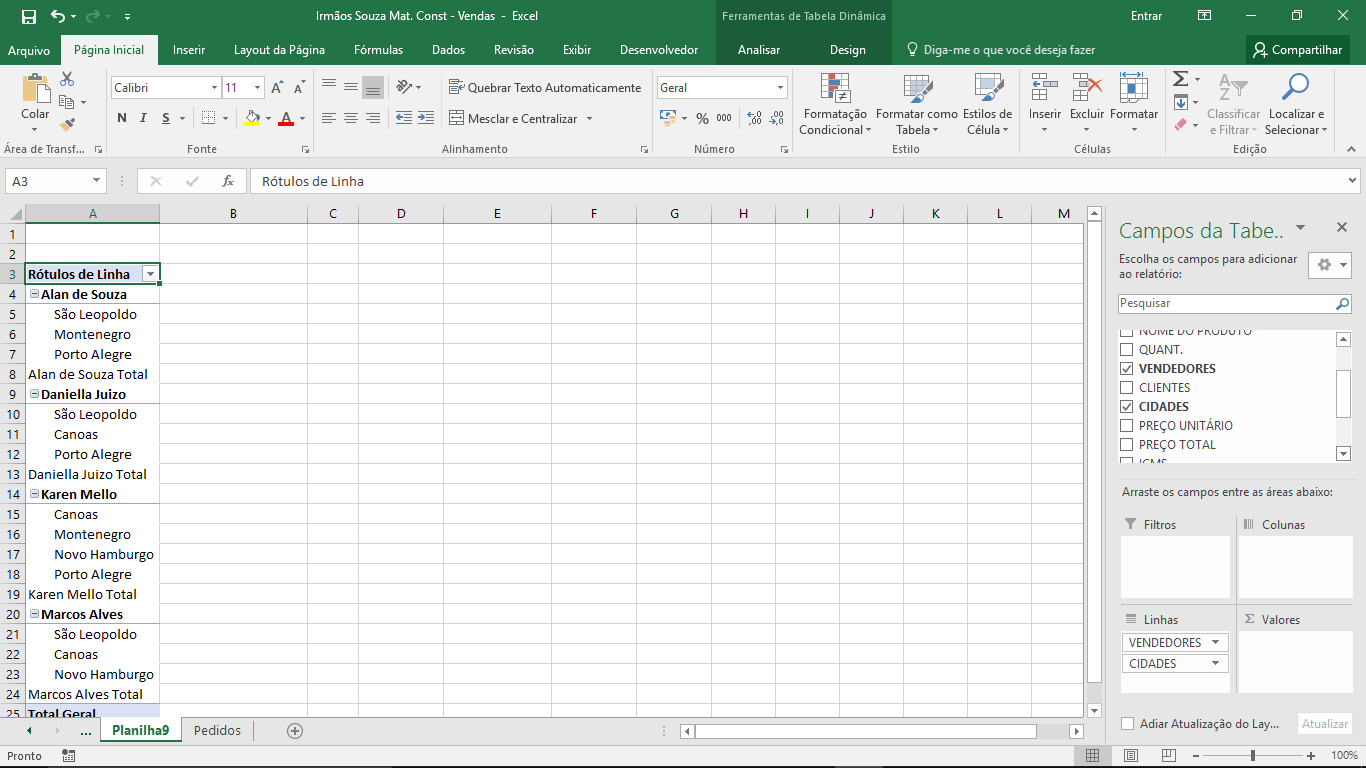 Irmãos Souza Mat. Const - Vendas - Excel
Ferramentas de Tabela Dinâmica
Entrar
Arquivo
Página Inicial
Inserir
Layout da Página
Fórmulas
Dados
Revisão
Exibir
Desenvolvedor
Analisar
Design
Diga-me o que você deseja fazer
Compartilhar
Colar
Calibri
11
N I S
A A
A
Quebrar Texto Automaticamente
Mesclar e Centralizar
Geral
% 000
Formatação Condicional
Formatar como Tabela
Estilos de Célula
Inserir
Excluir
Formatar
Classificar e Filtrar
Localizar e Selecionar
Área de Transf...
Fonte
Alinhamento
Número
Estilo
Células
Edição
A3
fx
Rótulos de Linha
A B C D E F G H I J K L M
1
2
3 Rótulos de Linha
4 Alan de Souza
5 São Leopoldo
6 Montenegro
7 Porto Alegre
8 Alan de Souza Total
9 Daniella Juizo
10 São Leopoldo
11 Canoas
12 Porto Alegre
13 Daniella Juizo Total
14 Karen Mello
15 Canoas
16 Montenegro
17 Novo Hamburgo
18 Porto Alegre
19 Karen Mello Total
20 Marcos Alves
21 São Leopoldo
22 Canoas
23 Novo Hamburgo
24 Marcos Alves Total
25 Total Geral
Campos da Tabe..
Escolha os campos para adicionar
ao relatório:
Pesquisar
NOME DO PRODUTO
QUANT.
VENDEDORES
CLIENTES
CIDADES
PREÇO UNITÁRIO
PREÇO TOTAL
ICMS
Arraste os campos entre as áreas abaixo:
Filtros
Colunas
Linhas
Σ Valores
VENDEDORES
CIDADES
Adiar Atualização do Lay...
Atualizar
...
Planilha9
Pedidos
Pronto
100%